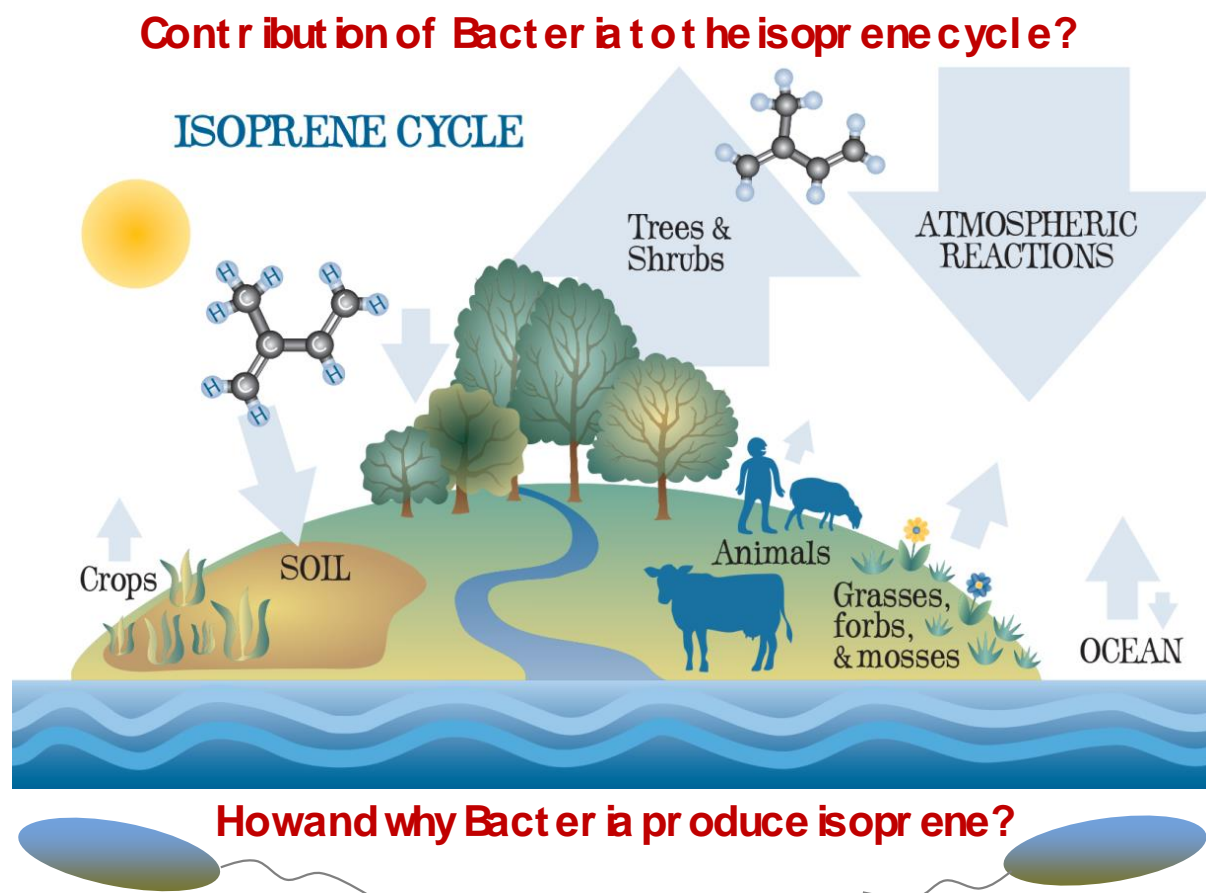 Contribution of Bacteria to the isoprene cycle?
ISOPRENE CYCLE
Trees &
Shrubs
ATMOSPHERIC
REACTIONS
H
H
H
H
H
C
C
C
C
C
H
H
H
Crops
SOIL
Animals
Grasses,
forbs,
& mosses
OCEAN
How and why Bacteria produce isoprene?